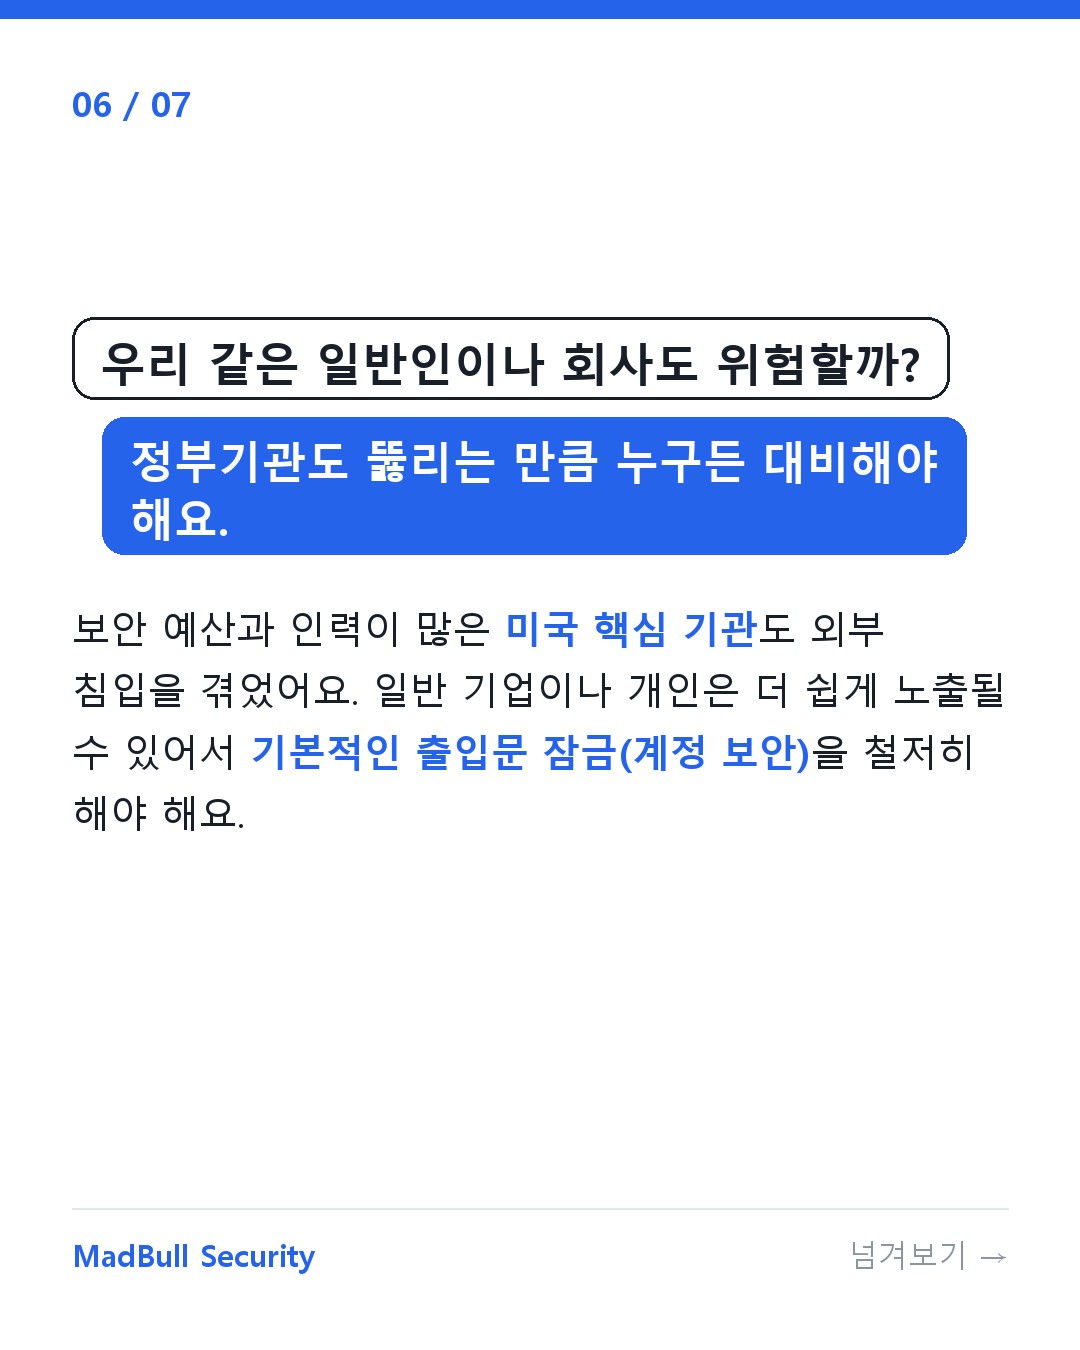 06 / 07
우리 같은 일반인이나 회사도 위험할까?
정부기관도 뚫리는 만큼 누구든 대비해야
해요.
보안 예산과 인력이 많은 미국 핵심 기관도 외부
침입을 겪었어요. 일반 기업이나 개인은 더 쉽게 노출될
수 있어서 기본적인 출입문 잠금(계정 보안)을 철저히
해야 해요.
MadBull Security
넘겨보기 →